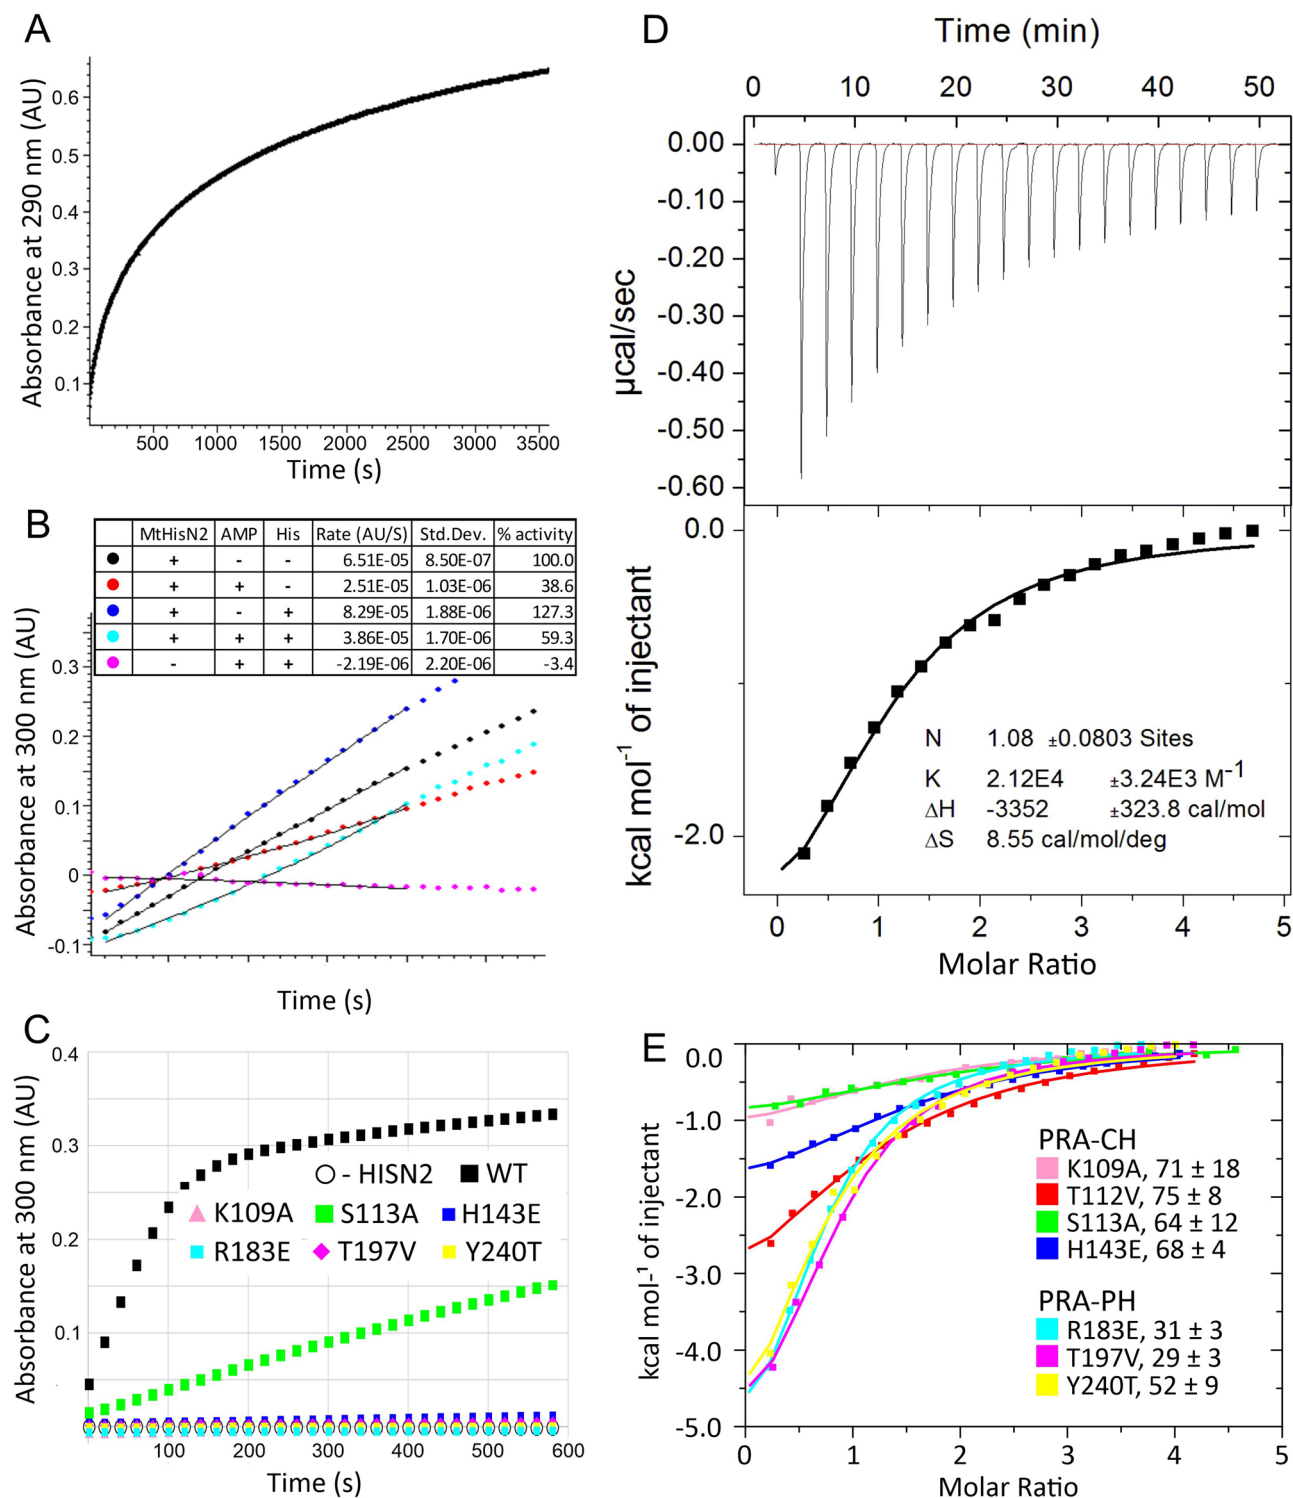 A
Absorbance at 290 nm (AU)
0.6
0.5
0.4
0.3
0.2
0.1
500 1000 1500 2000 2500 3000 3500
Time (s)
B
MtHisN2 AMP His Rate (AU/S) Std.Dev. % activity
+ - - 6.51E-05 8.50E-07 100.0
+ + - 2.51E-05 1.03E-06 38.6
+ - + 8.29E-05 1.88E-06 127.3
+ + + 3.86E-05 1.70E-06 59.3
- + + -2.19E-06 2.20E-06 -3.4
Absorbance at 300 nm (AU)
0.3
0.2
0.1
0
-0.1
Time (s)
C
Absorbance at 300 nm (AU)
0.4
0.3
0.2
0.1
- HISN2 WT
K109A S113A H143E
R183E T197V Y240T
100 200 300 400 500 600
Time (s)
D
Time (min)
0 10 20 30 40 50
µcal/sec
0.00
-0.10
-0.20
-0.30
-0.40
-0.50
-0.60
kcal mol⁻¹ of injectant
0.0
-2.0
N 1.08 ±0.0803 Sites
K 2.12E4 ±3.24E3 M⁻¹
ΔH -3352 ±323.8 cal/mol
ΔS 8.55 cal/mol/deg
0 1 2 3 4 5
Molar Ratio
E
kcal mol-¹ of injectant
0.0
-1.0
-2.0
-3.0
-4.0
-5.0
PRA-CH
K109A, 71 ± 18
T112V, 75 ± 8
S113A, 64 ± 12
H143E, 68 ± 4
PRA-PH
R183E, 31 ± 3
T197V, 29 ± 3
Y240T, 52 ± 9
0 1 2 3 4 5
Molar Ratio